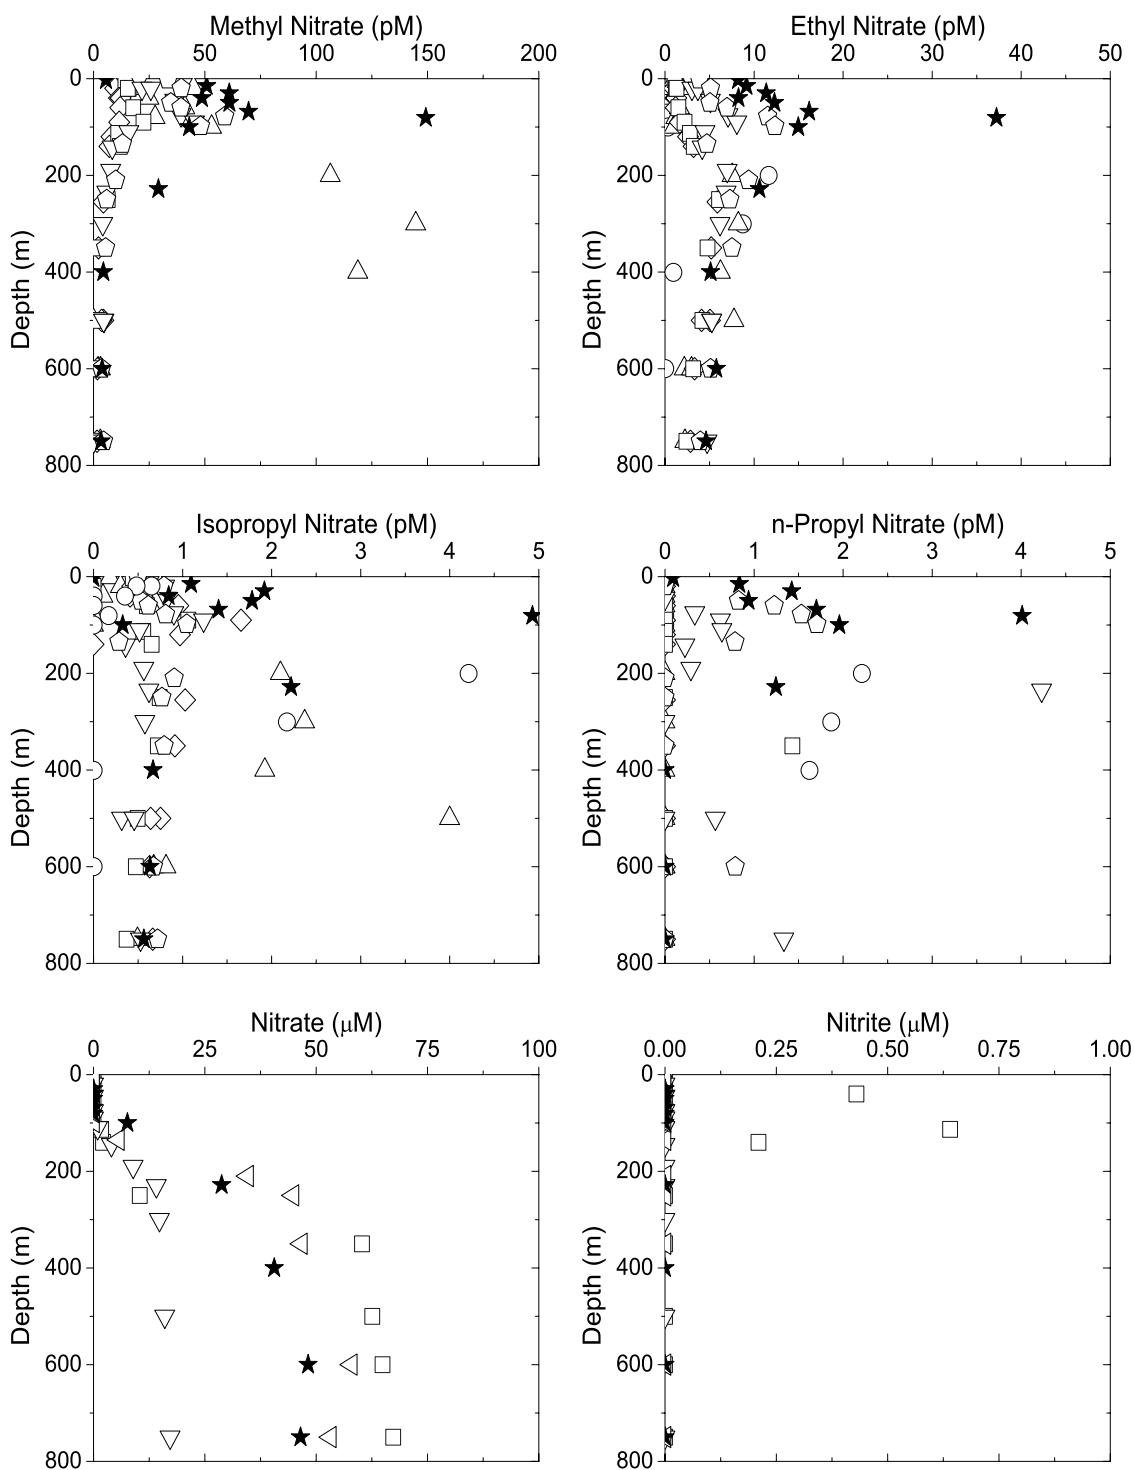 Methyl Nitrate (pM)
0 50 100 150 200
0
200
400
600
800
Depth (m)
Ethyl Nitrate (pM)
0 10 20 30 40 50
0
200
400
600
800
Depth (m)
Isopropyl Nitrate (pM)
0 1 2 3 4 5
0
200
400
600
800
Depth (m)
n-Propyl Nitrate (pM)
0 1 2 3 4 5
0
200
400
600
800
Depth (m)
Nitrate (μM)
0 25 50 75 100
0
200
400
600
800
Depth (m)
Nitrite (μM)
0.00 0.25 0.50 0.75 1.00
0
200
400
600
800
Depth (m)